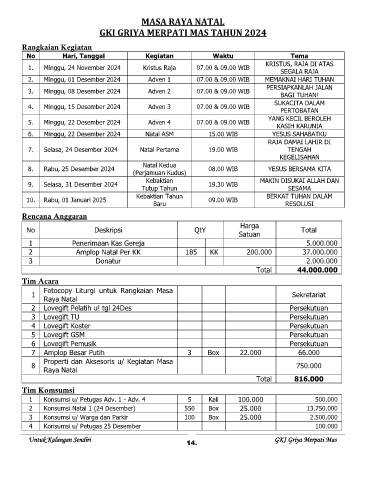 MASA RAYA NATAL
GKI GRIYA MERPATI MAS TAHUN 2024
Rangkaian Kegiatan
No Hari, Tanggal Kegiatan Waktu Tema
1. Minggu, 24 November 2024 Kristus Raja 07.00 & 09.00 WIB KRISTUS, RAJA DI ATAS
SEGALA RAJA
2. Minggu, 01 Desember 2024 Adven 1 07.00 & 09.00 WIB MEMAKNAI HARI TUHAN
3. Minggu, 08 Desember 2024 Adven 2 07.00 & 09.00 WIB PERSIAPKANLAH JALAN
BAGI TUHAN!
4. Minggu, 15 Desember 2024 Adven 3 07.00 & 09.00 WIB SUKACITA DALAM
PERTOBATAN
5. Minggu, 22 Desember 2024 Adven 4 07.00 & 09.00 WIB YANG KECIL BEROLEH
KASIH KARUNIA
6. Minggu, 22 Desember 2024 Natal ASM 15.00 WIB YESUS SAHABATKU
7. Selasa, 24 Desember 2024 Natal Pertama 19.00 WIB RAJA DAMAI LAHIR DI
TENGAH
KEGELISAHAN
8. Rabu, 25 Desember 2024 Natal Kedua
(Perjamuan Kudus) 08.00 WIB YESUS BERSAMA KITA
9. Selasa, 31 Desember 2024 Kebaktian
Tutup Tahun 19.30 WIB MAKIN DISUKAI ALLAH DAN
SESAMA
10. Rabu, 01 Januari 2025 Kebaktian Tahun
Baru 09.00 WIB BERKAT TUHAN DALAM
RESOLUSI
Rencana Anggaran
No Deskripsi QtY Harga
Satuan Total
1 Penerimaan Kas Gereja 5.000.000
2 Amplop Natal Per KK 185 KK 200.000 37.000.000
3 Donatur 2.000.000
Total 44.000.000
Tim Acara
1 Fotocopy Liturgi untuk Rangkaian Masa
Raya Natal Sekretariat
2 Lovegift Pelatih u/ tgl 24Des Persekutuan
3 Lovegift TU Persekutuan
4 Lovegift Koster Persekutuan
5 Lovegift GSM Persekutuan
6 Lovegift Pemusik Persekutuan
7 Amplop Besar Putih 3 Box 22.000 66.000
8 Properti dan Aksesoris u/ Kegiatan Masa
Raya Natal 750.000
Total 816.000
Tim Konsumsi
1 Konsumsi u/ Petugas Adv. 1 - Adv. 4 5 Kali 100.000 500.000
2 Konsumsi Natal 1 (24 Desember) 550 Box 25.000 13.750.000
3 Konsumsi u/ Warga dan Parkir 100 Box 25.000 2.500.000
4 Konsumsi u/ Petugas 25 Desember 100.000
Untuk Kalangan Sendiri 14. GKI Griya Merpati Mas